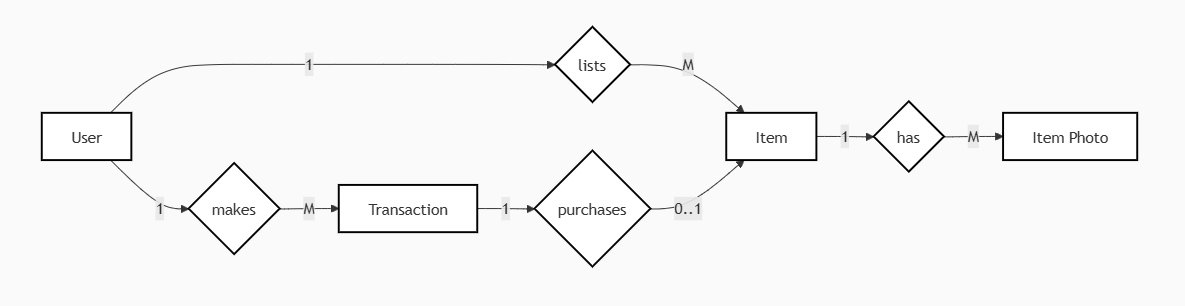 1
lists
M
User
Item
1
has
M
Item Photo
1
makes
M
Transaction
1
purchases
0..1